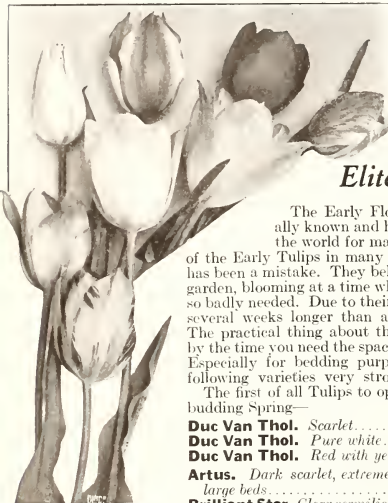 Elite
The Early Flo
ally known and h
the world for ma
of the Early Tulips in many
has been a mistake. They bel
garden, blooming at a time wh
so badly needed. Due to their
several weeks longer than a
The practical thing about th
by the time you need the spac
Especially for bedding purp
following varieties very stro
The first of all Tulips to op
budding Spring—
Duc Van Thol. Scarlet.....
Duc Van Thol. Pure white..
Duc Van Thol. Red with ye
Artus. Dark scarlet, extreme
large beds....................
Brilliant Star.